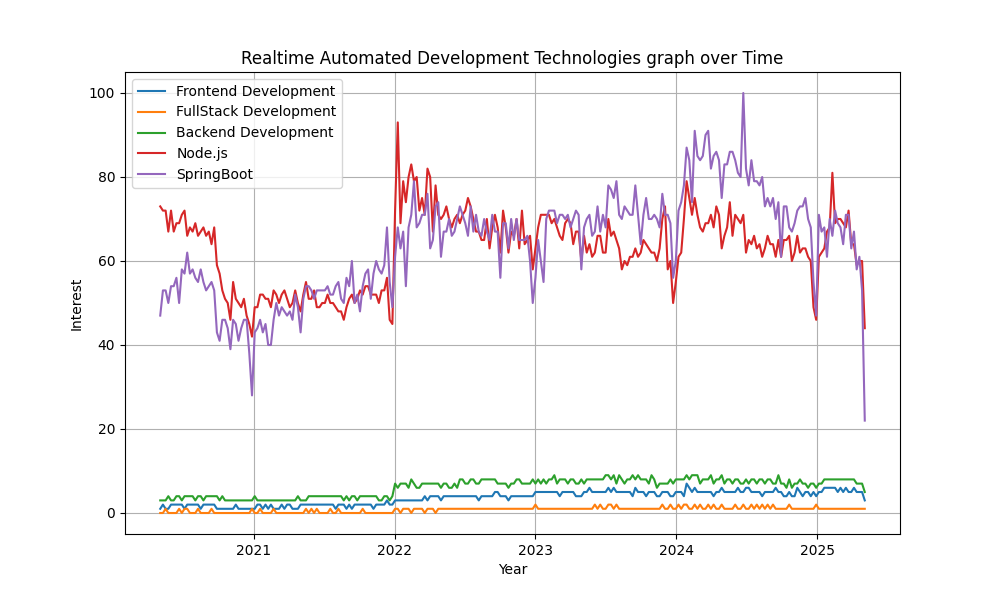 Realtime Automated Development Technologies graph over Time
Frontend Development
FullStack Development
Backend Development
Node.js
SpringBoot
100
80
60
40
20
0
Interest
2021
2022
2023
2024
2025
Year